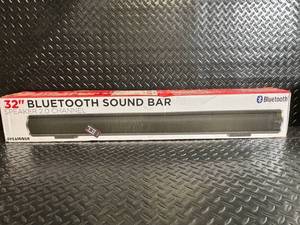 32" BLUETOOTH SOUND BAR
SPEAKER 2.0 CHANNEL
Bluetooth
SYLVANIA